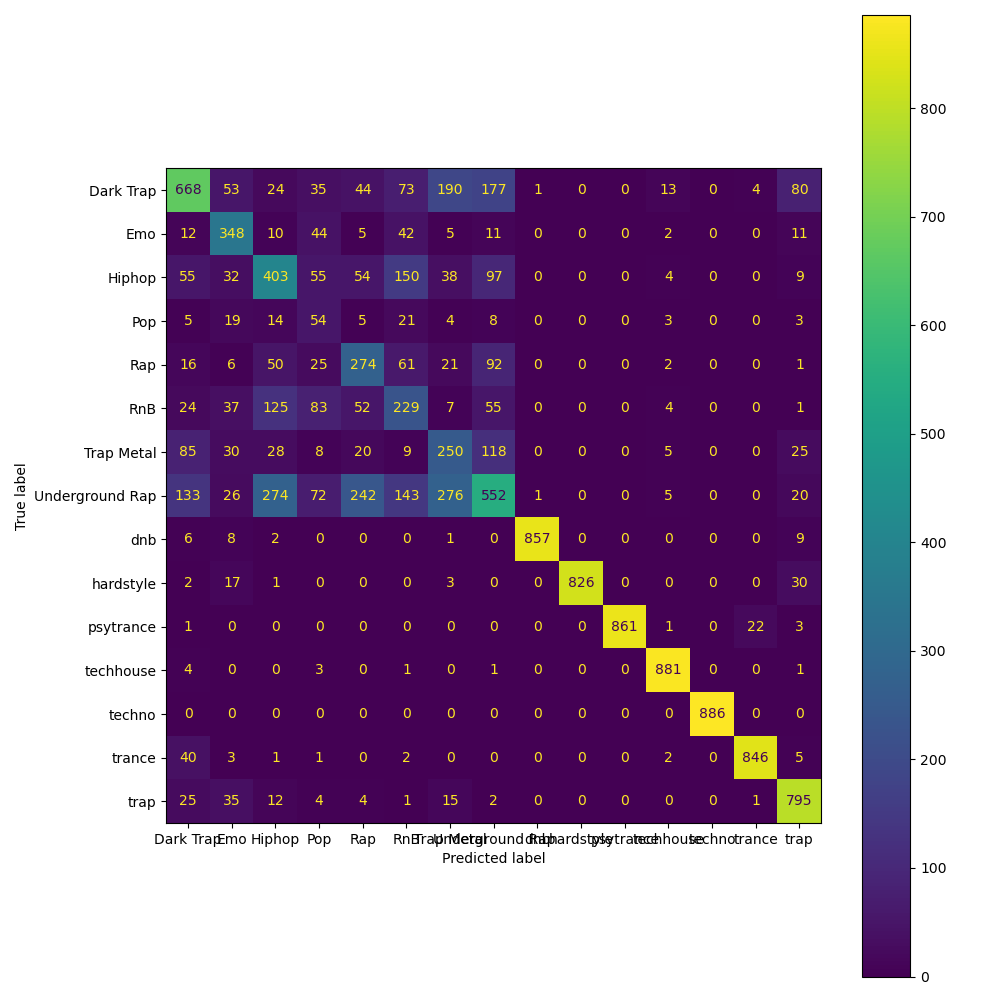 Dark Trap 668 53 24 35 44 73 190 177 1 0 0 13 0 4 80
Emo 12 348 10 44 5 42 5 11 0 0 0 2 0 0 11
Hiphop 55 32 403 55 54 150 38 97 0 0 0 4 0 0 9
Pop 5 19 14 54 5 21 4 8 0 0 0 3 0 0 3
Rap 16 6 50 25 274 61 21 92 0 0 0 2 0 0 1
RnB 24 37 125 83 52 229 7 55 0 0 0 4 0 0 1
Trap Metal 85 30 28 8 20 9 250 118 0 0 0 5 0 0 25
Underground Rap 133 26 274 72 242 143 276 552 1 0 0 5 0 0 20
dnb 6 8 2 0 0 0 1 0 857 0 0 0 0 0 9
hardstyle 2 17 1 0 0 0 3 0 0 826 0 0 0 0 30
psytrance 1 0 0 0 0 0 0 0 0 0 861 1 0 22 3
techhouse 4 0 0 3 0 1 0 1 0 0 0 881 0 0 1
techno 0 0 0 0 0 0 0 0 0 0 0 0 886 0 0
trance 40 3 1 1 0 2 0 0 0 0 0 2 0 846 5
trap 25 35 12 4 4 1 15 2 0 0 0 0 0 1 795
Dark Trap Emo Hiphop Pop Rap RnB Trap Metal Underground Rap dnb hardstyle psytrance techhouse techno trance trap
Predicted label
True label
800
700
600
500
400
300
200
100
0